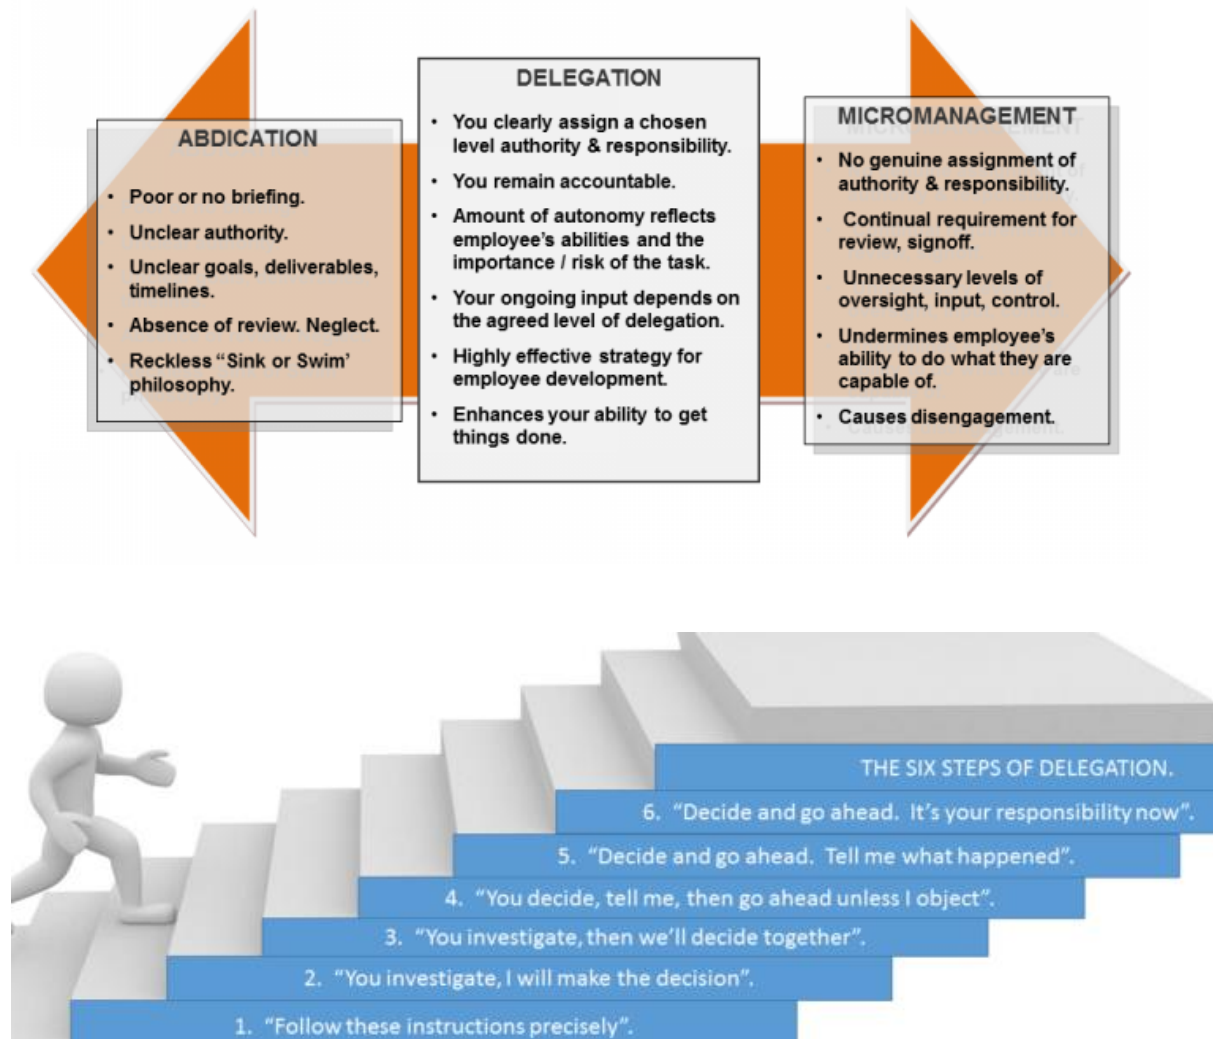 ABDICATION
• Poor or no briefing.
• Unclear authority.
• Unclear goals, deliverables,
timelines.
• Absence of review. Neglect.
• Reckless “Sink or Swim’
philosophy.
DELEGATION
• You clearly assign a chosen
level authority & responsibility.
• You remain accountable.
• Amount of autonomy reflects
employee’s abilities and the
importance / risk of the task.
• Your ongoing input depends on
the agreed level of delegation.
• Highly effective strategy for
employee development.
• Enhances your ability to get
things done.
MICROMANAGEMENT
• No genuine assignment of
authority & responsibility.
• Continual requirement for
review, signoff.
• Unnecessary levels of
oversight, input, control.
• Undermines employee’s
ability to do what they are
capable of.
• Causes disengagement.
THE SIX STEPS OF DELEGATION.
6. “Decide and go ahead. It’s your responsibility now”.
5. “Decide and go ahead. Tell me what happened”.
4. “You decide, tell me, then go ahead unless I object”.
3. “You investigate, then we’ll decide together”.
2. “You investigate, I will make the decision”.
1. “Follow these instructions precisely”.